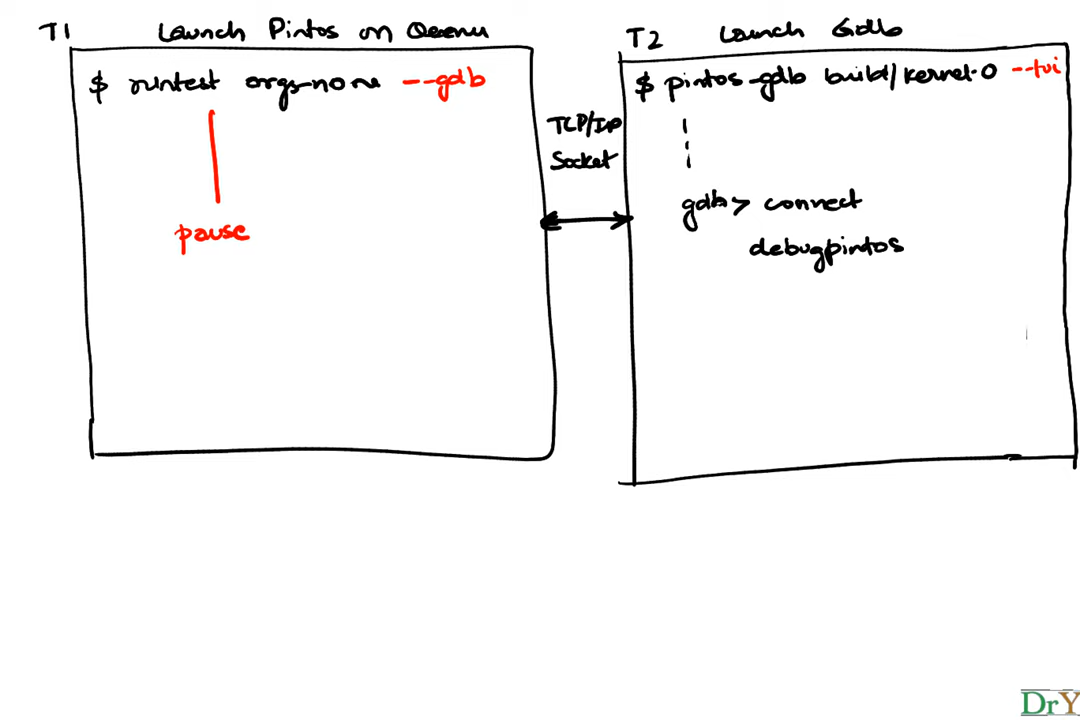 T1 Launch Pintos on Qemu
$ runtest args-none --gdb
pause
TCP/IP
Socket
T2 Launch Gdb
$ pintos-gdb build/kernel.o --tui
gdb> connect
debugpintos
DrY